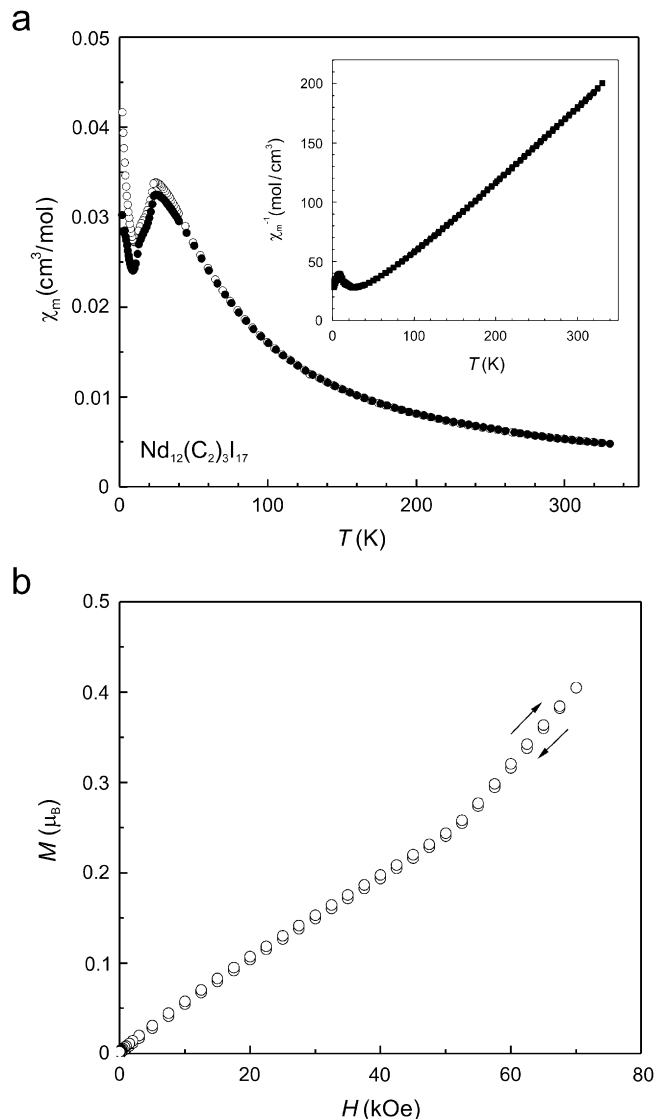 a
0.05
0.04
0.03
0.02
0.01
0
χₘ(cm³/mol)
0 100 200 300
T(K)
Nd₁₂(C₂)₃I₁₇
200
150
100
50
0
χₘ⁻¹(mol/cm³)
0 100 200 300
T(K)
b
0.5
0.4
0.3
0.2
0.1
0
M(μ_B)
0 20 40 60 80
H(kOe)